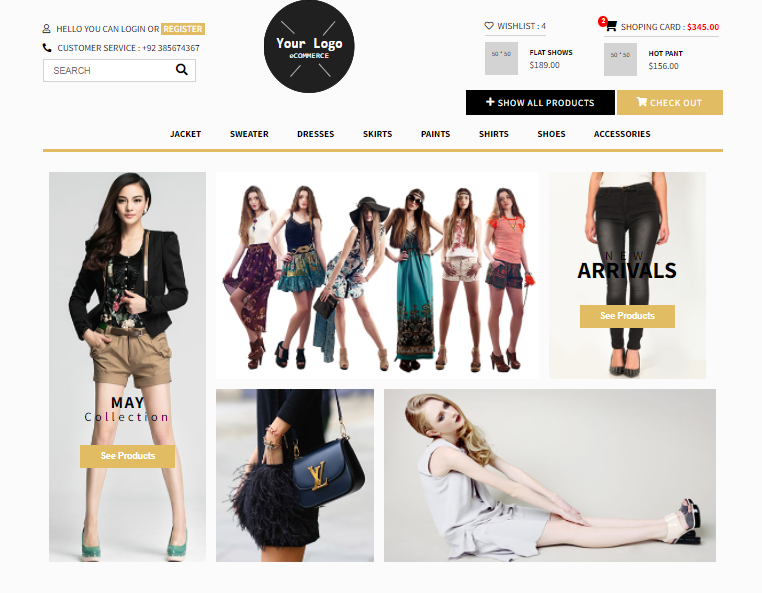 HELLO YOU CAN LOGIN OR REGISTER
CUSTOMER SERVICE : +92 385674367
SEARCH
Your Logo
eCOMMERCE
WISHLISH : 4
50 * 50
FLAT SHOWS
$189.00
2
SHOPING CARD : $345.00
50 * 50
HOT PANT
$156.00
SHOW ALL PRODUCTS
CHECK OUT
JACKET SWEATER DRESSES SKIRTS PAINTS SHIRTS SHOES ACCESSORIES
NEW
ARRIVALS
See Products
MAY
Collection
See Products
LV